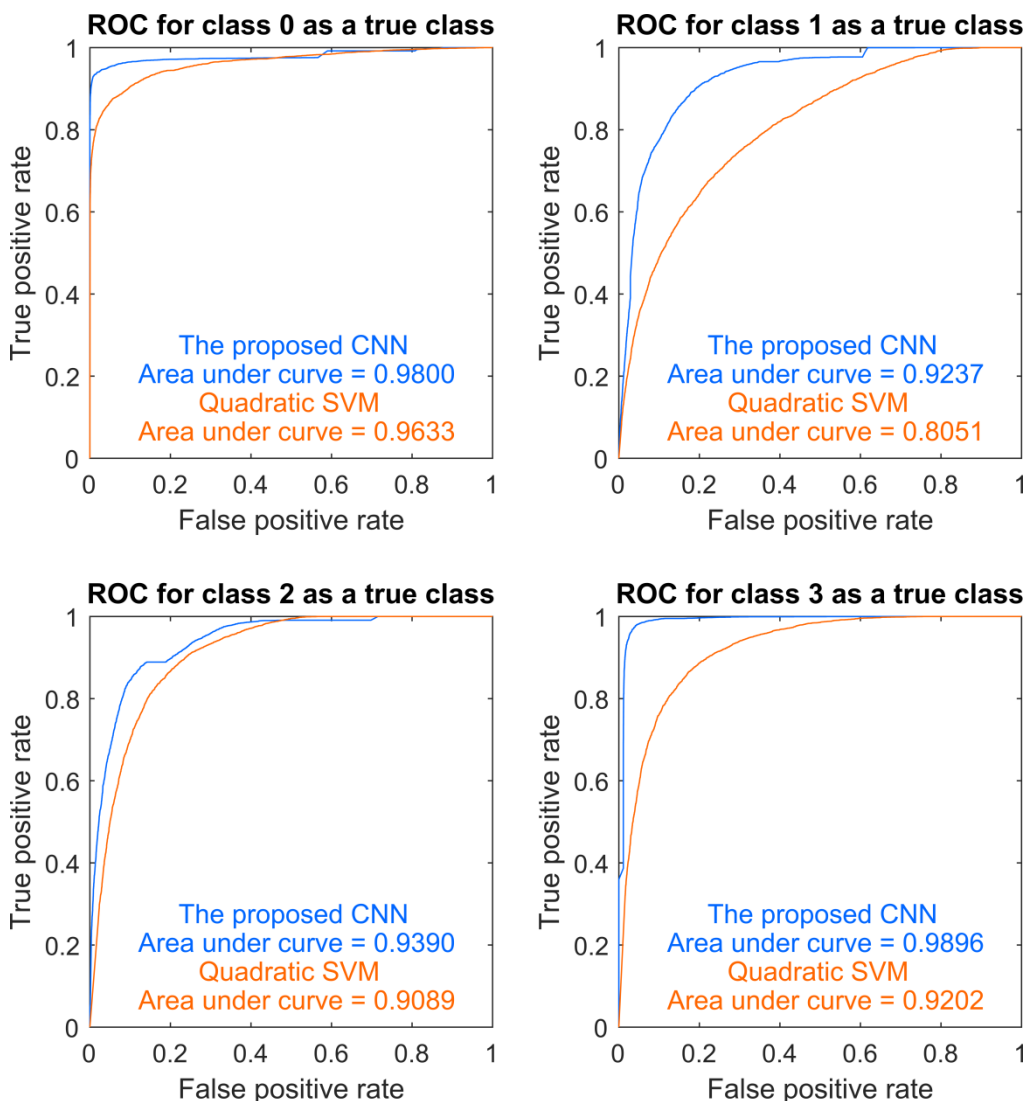 ROC for class 0 as a true class
True positive rate
1
0.8
0.6
0.4
0.2
0
The proposed CNN
Area under curve = 0.9800
Quadratic SVM
Area under curve = 0.9633
0 0.2 0.4 0.6 0.8 1
False positive rate
ROC for class 1 as a true class
True positive rate
1
0.8
0.6
0.4
0.2
0
The proposed CNN
Area under curve = 0.9237
Quadratic SVM
Area under curve = 0.8051
0 0.2 0.4 0.6 0.8 1
False positive rate
ROC for class 2 as a true class
True positive rate
1
0.8
0.6
0.4
0.2
0
The proposed CNN
Area under curve = 0.9390
Quadratic SVM
Area under curve = 0.9089
0 0.2 0.4 0.6 0.8 1
False positive rate
ROC for class 3 as a true class
True positive rate
1
0.8
0.6
0.4
0.2
0
The proposed CNN
Area under curve = 0.9896
Quadratic SVM
Area under curve = 0.9202
0 0.2 0.4 0.6 0.8 1
False positive rate